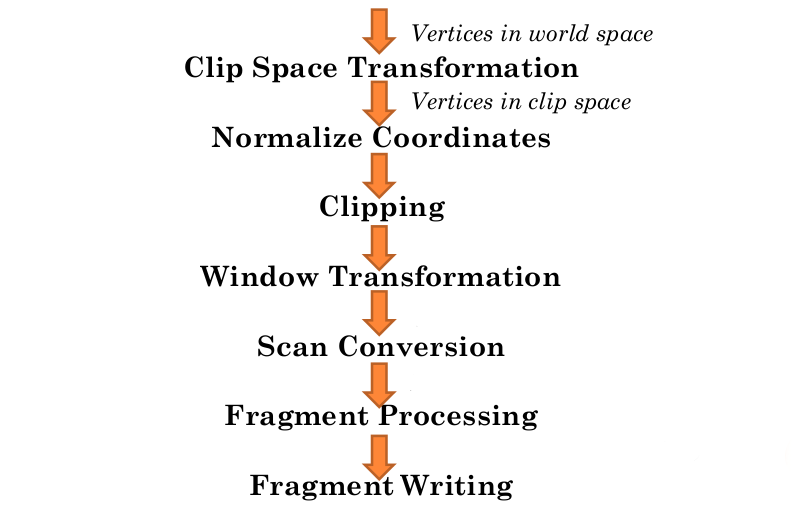 Vertices in world space
Clip Space Transformation
Vertices in clip space
Normalize Coordinates
Clipping
Window Transformation
Scan Conversion
Fragment Processing
Fragment Writing